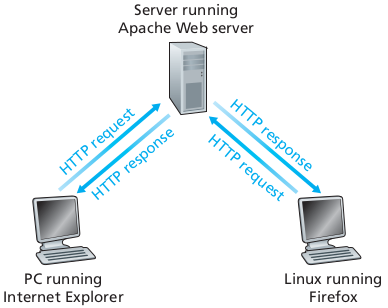 Server running
Apache Web server
HTTP request
HTTP response
HTTP response
HTTP request
PC running
Internet Explorer
Linux running
Firefox